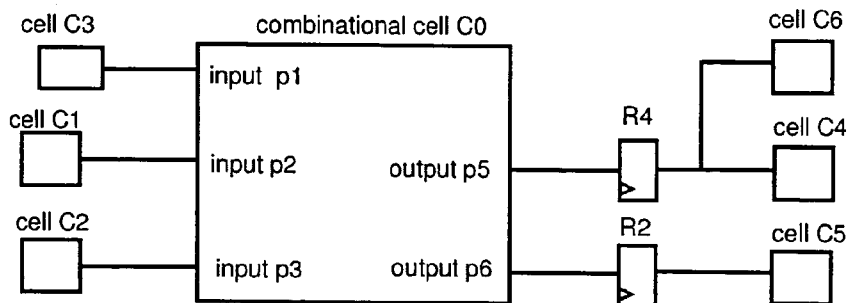 cell C3
combinational cell C0
cell C6
input p1
cell C1
R4
cell C4
input p2
output p5
cell C2
R2
cell C5
input p3
output p6